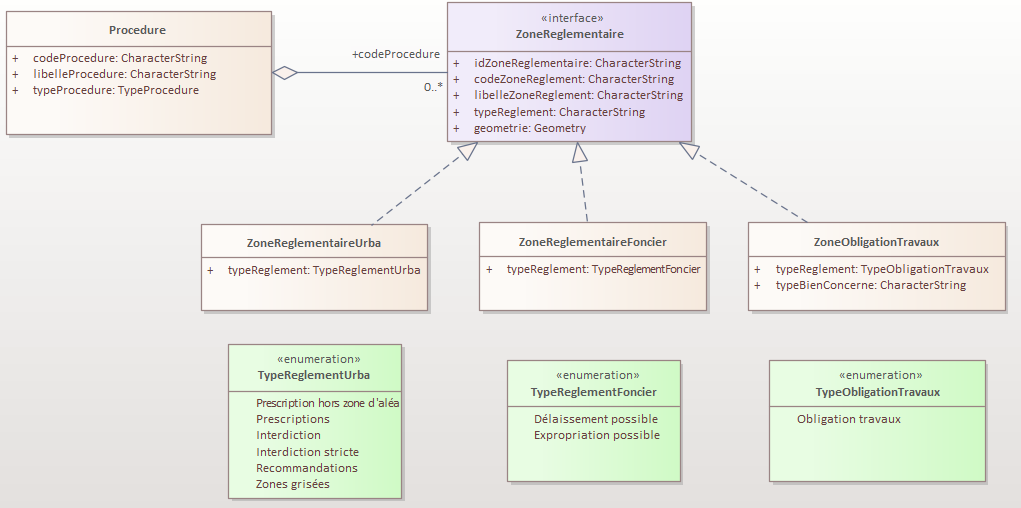 Procedure
+ codeProcedure: CharacterString
+ libelleProcedure: CharacterString
+ typeProcedure: TypeProcedure
+codeProcedure
0..*
«interface»
ZoneReglementaire
+ idZoneReglementaire: CharacterString
+ codeZoneReglement: CharacterString
+ libelleZoneReglement: CharacterString
+ typeReglement: CharacterString
+ geometrie: Geometry
ZoneReglementaireUrba
+ typeReglement: TypeReglementUrba
ZoneReglementaireFoncier
+ typeReglement: TypeReglementFoncier
ZoneObligationTravaux
+ typeReglement: TypeObligationTravaux
+ typeBienConcerne: CharacterString
«enumeration»
TypeReglementUrba
Prescription hors zone d'aléa
Prescriptions
Interdiction
Interdiction stricte
Recommandations
Zones grisées
«enumeration»
TypeReglementFoncier
Délaissement possible
Expropriation possible
«enumeration»
TypeObligationTravaux
Obligation travaux